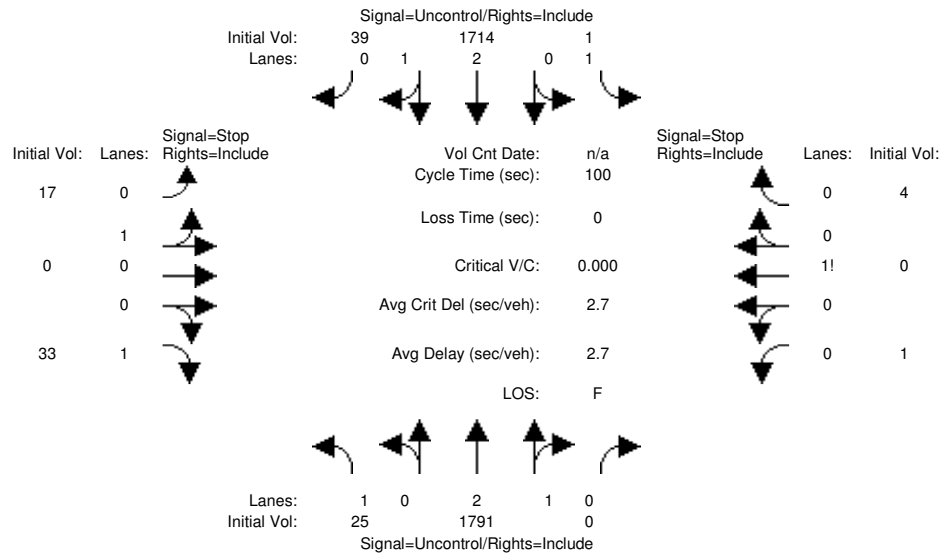 Signal=Uncontrol/Rights=Include
Initial Vol: 39 1714 1
Lanes: 0 1 2 0 1
Signal=Stop
Initial Vol: Lanes: Rights=Include
17 0
1
0 0
0
33 1
Vol Cnt Date: n/a
Cycle Time (sec): 100
Loss Time (sec): 0
Critical V/C: 0.000
Avg Crit Del (sec/veh): 2.7
Avg Delay (sec/veh): 2.7
LOS: F
Signal=Stop
Rights=Include Lanes: Initial Vol:
0 4
0
1! 0
0
0 1
Lanes: 1 0 2 1 0
Initial Vol: 25 1791 0
Signal=Uncontrol/Rights=Include